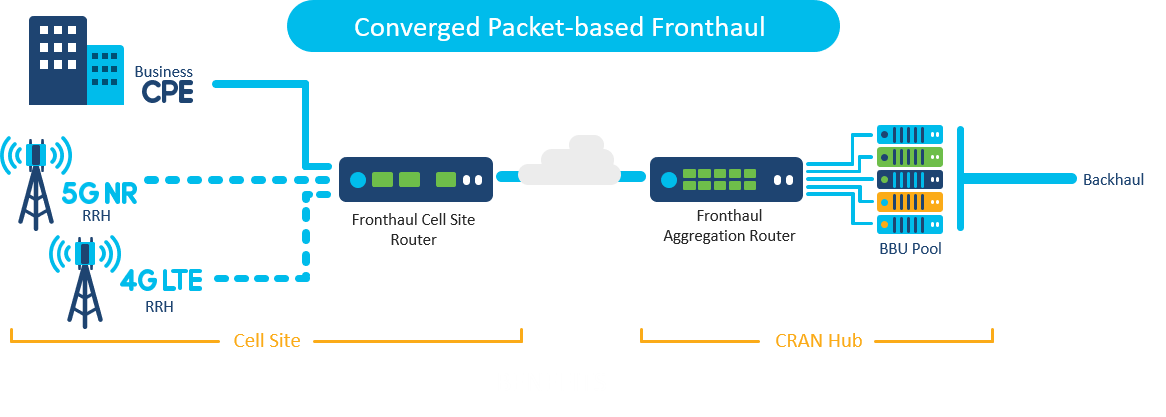 Converged Packet-based Fronthaul
Business
CPE
5G NR
RRH
4G LTE
RRH
Fronthaul Cell Site
Router
Fronthaul
Aggregation Router
BBU Pool
Backhaul
Cell Site
CRAN Hub